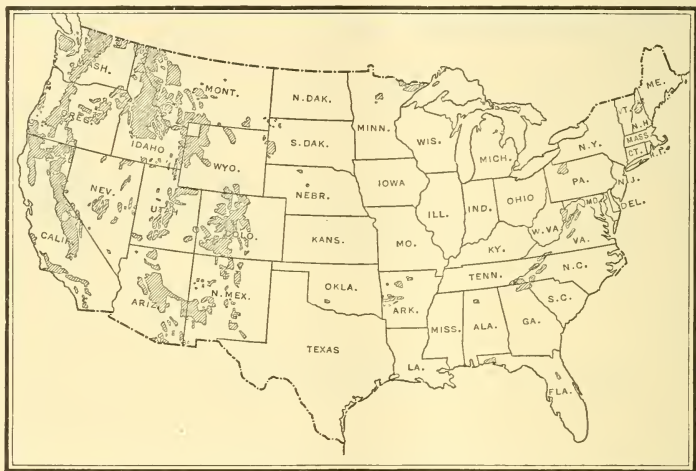 WASH.
MONT.
N.DAK.
MINN.
ME.
ORE
IDAHO
S.DAK.
WIS.
MICH.
VT.
N.H
MASS
CT.
R.I.
N.Y.
WYO.
NEBR.
IOWA
PA.
N.J.
NEV.
UTAH
COLO.
ILL.
IND.
OHIO
MD.
DEL.
CALIF
KANS.
MO.
KY.
W.VA
VA.
ARIZ
N.MEX.
OKLA.
ARK.
TENN.
N.C.
S.C.
TEXAS
LA.
MISS.
ALA.
GA.
FLA.